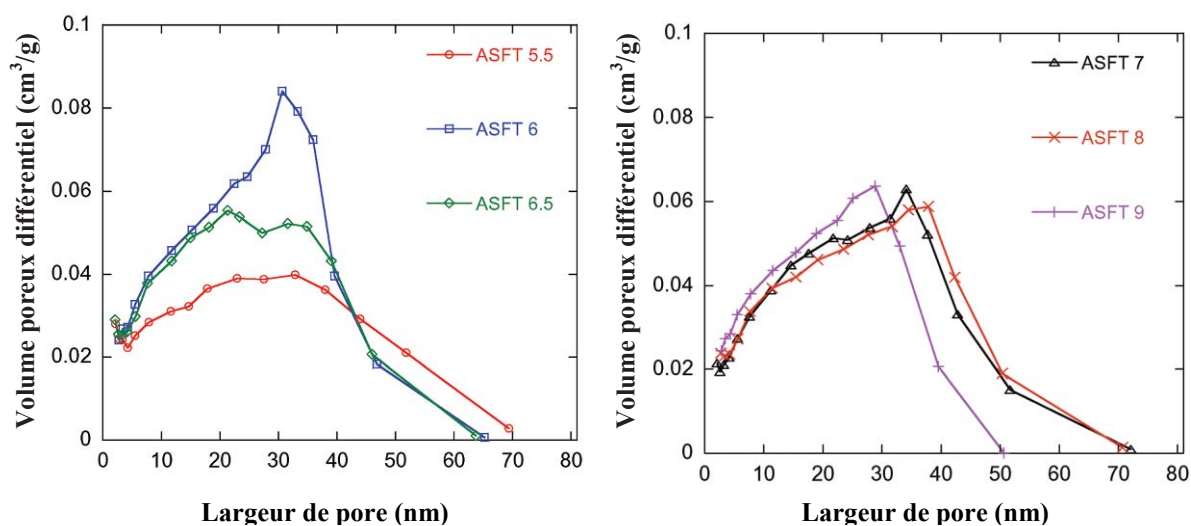 Volume poreux différentiel (cm³/g)
0.1
0.08
0.06
0.04
0.02
0
ASFT 5.5
ASFT 6
ASFT 6.5
0 10 20 30 40 50 60 70 80
Largeur de pore (nm)
Volume poreux différentiel (cm³/g)
0.1
0.08
0.06
0.04
0.02
0
ASFT 7
ASFT 8
ASFT 9
0 10 20 30 40 50 60 70 80
Largeur de pore (nm)